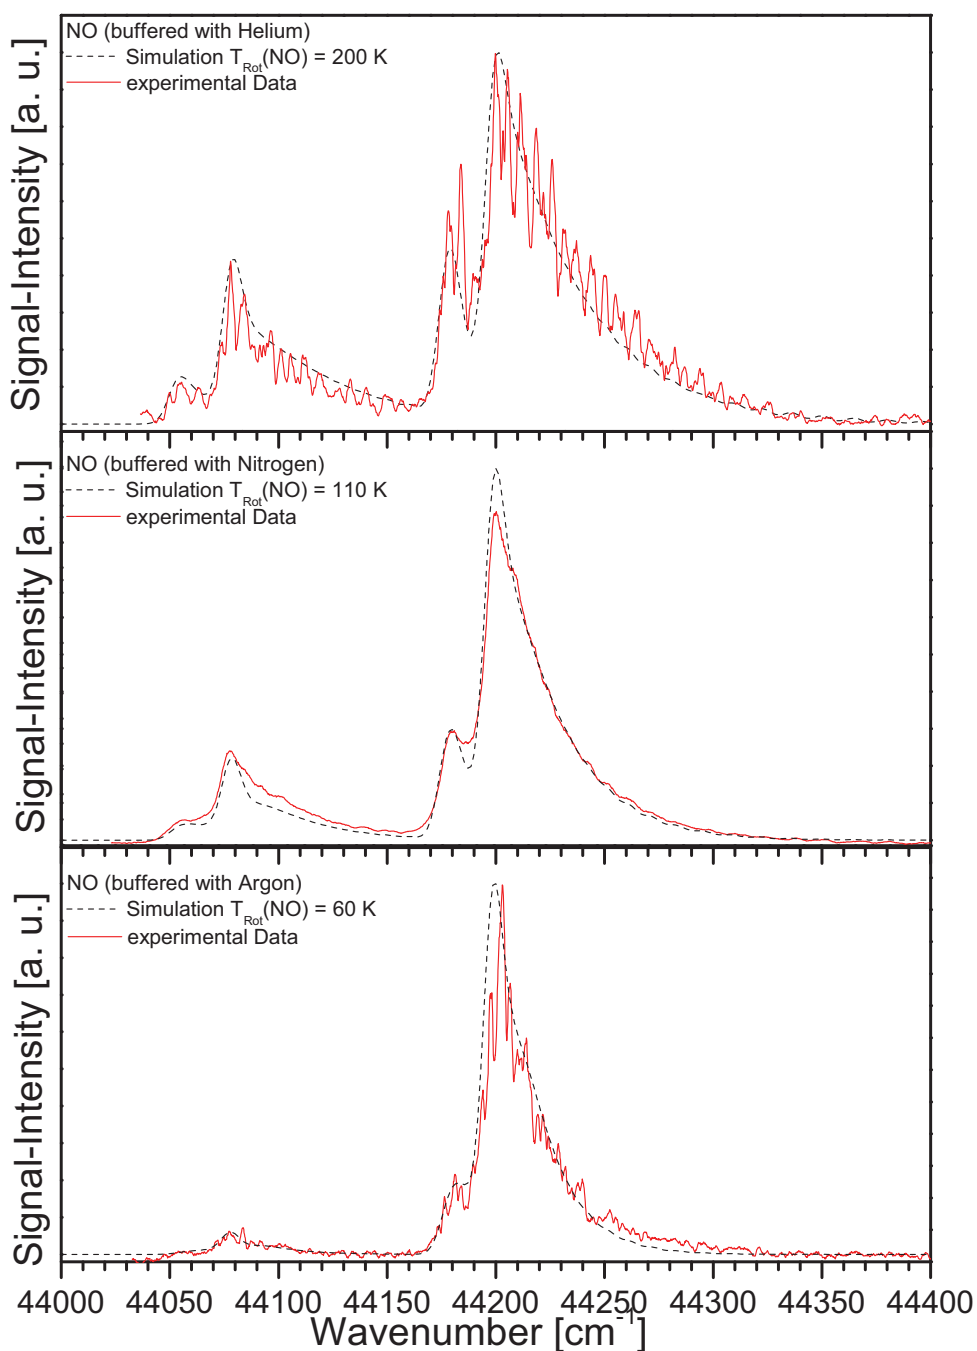 NO (buffered with Helium)
Simulation T_Rot(NO) = 200 K
experimental Data
Signal-Intensity [a. u.]
NO (buffered with Nitrogen)
Simulation T_Rot(NO) = 110 K
experimental Data
Signal-Intensity [a. u.]
NO (buffered with Argon)
Simulation T_Rot(NO) = 60 K
experimental Data
Signal-Intensity [a. u.]
44000 44050 44100 44150 44200 44250 44300 44350 44400
Wavenumber [cm⁻¹]